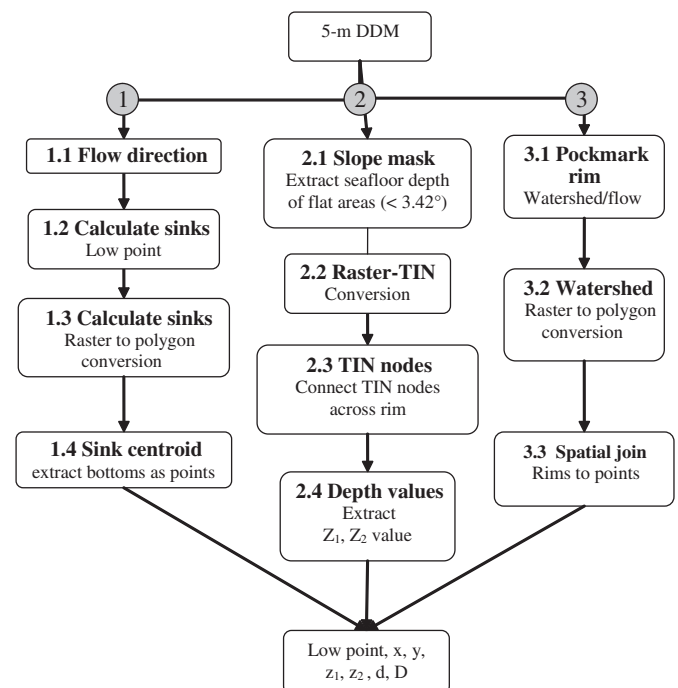 5-m DDM
1
2
3
1.1 Flow direction
1.2 Calculate sinks
Low point
1.3 Calculate sinks
Raster to polygon
conversion
1.4 Sink centroid
extract bottoms as points
2.1 Slope mask
Extract seafloor depth
of flat areas (< 3.42°)
2.2 Raster-TIN
Conversion
2.3 TIN nodes
Connect TIN nodes
across rim
2.4 Depth values
Extract
Z₁, Z₂ value
3.1 Pockmark
rim
Watershed/flow
3.2 Watershed
Raster to polygon
conversion
3.3 Spatial join
Rims to points
Low point, x, y,
z₁, z₂ , d, D